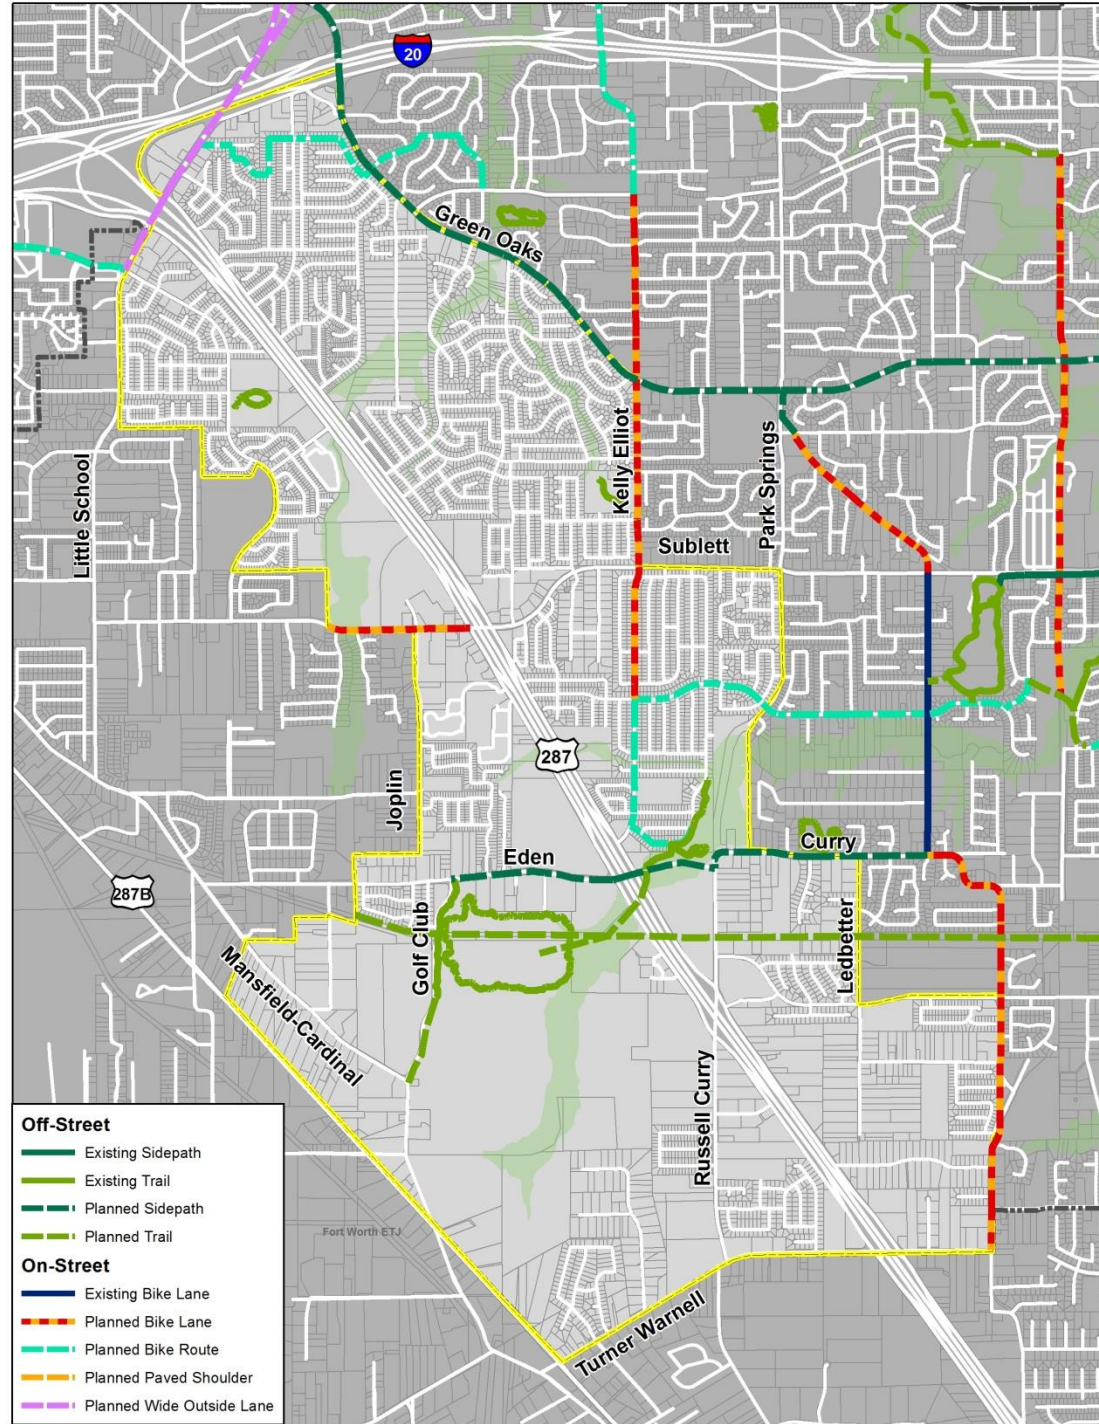 20
Green Oaks
Kelly Elliot
Park Springs
Little School
Sublett
287
Joplin
Eden
Curry
287B
Golf Club
Ledbetter
Mansfield-Cardinal
Russell Curry
Fort Worth ETJ
Turner Warnell
Off-Street
Existing Sidepath
Existing Trail
Planned Sidepath
Planned Trail
On-Street
Existing Bike Lane
Planned Bike Lane
Planned Bike Route
Planned Paved Shoulder
Planned Wide Outside Lane